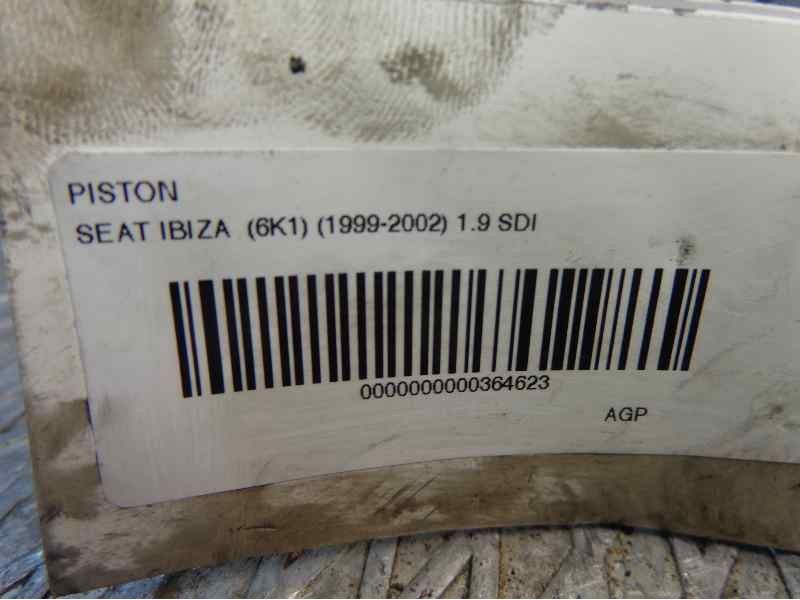 PISTON
SEAT IBIZA (6K1) (1999-2002) 1.9 SDI
0000000000364623
AGP